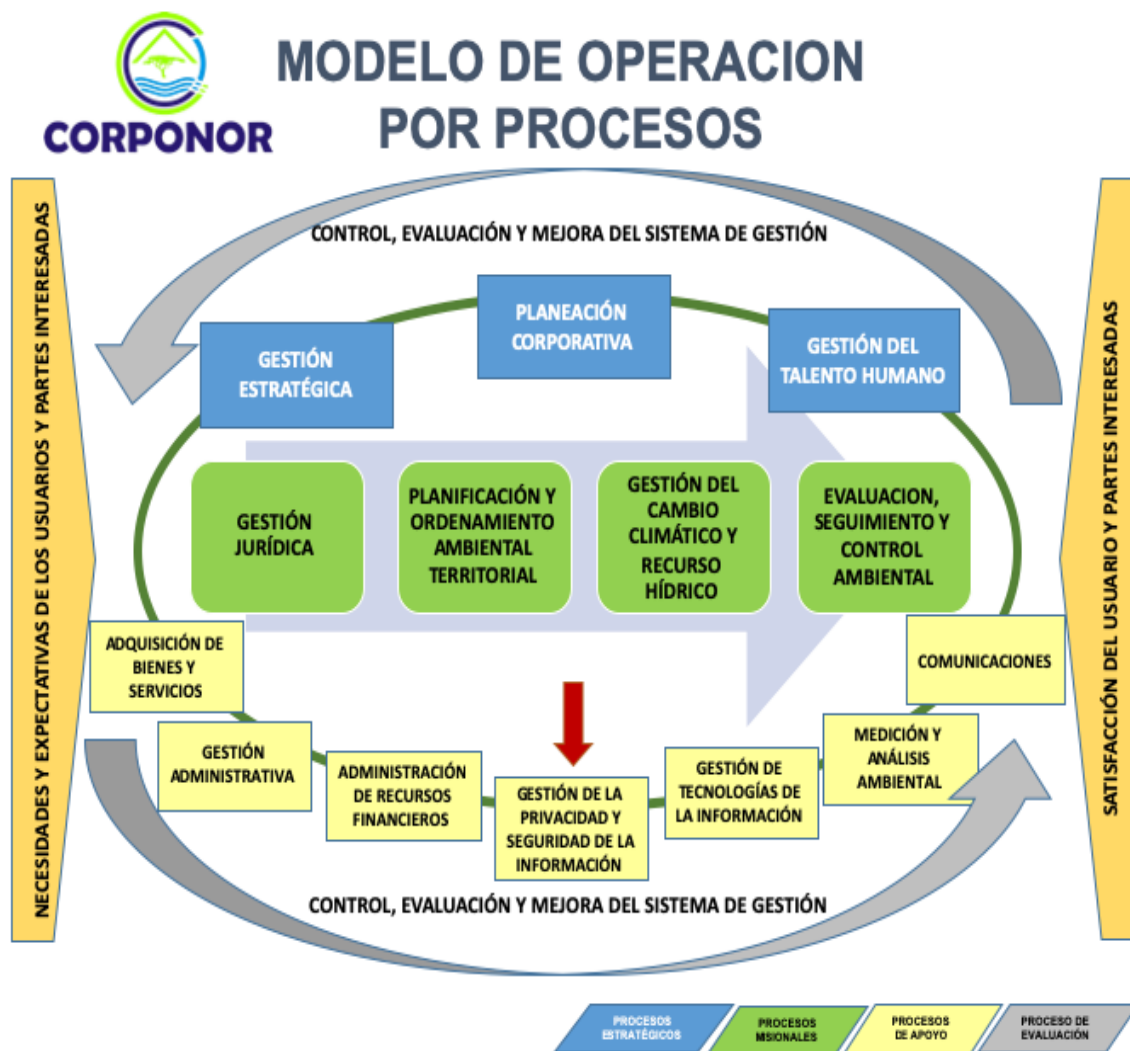 CORPONOR
MODELO DE OPERACION
POR PROCESOS
NECESIDADES Y EXPECTATIVAS DE LOS USUARIOS Y PARTES INTERESADAS
CONTROL, EVALUACIÓN Y MEJORA DEL SISTEMA DE GESTIÓN
GESTIÓN
ESTRATÉGICA
PLANEACIÓN
CORPORATIVA
GESTIÓN DEL
TALENTO HUMANO
GESTIÓN
JURÍDICA
PLANIFICACIÓN Y
ORDENAMIENTO
AMBIENTAL
TERRITORIAL
GESTIÓN DEL
CAMBIO
CLIMÁTICO Y
RECURSO
HÍDRICO
EVALUACION,
SEGUIMIENTO Y
CONTROL
AMBIENTAL
ADQUISICIÓN DE
BIENES Y
SERVICIOS
GESTIÓN
ADMINISTRATIVA
ADMINISTRACIÓN
DE RECURSOS
FINANCIEROS
GESTIÓN DE LA
PRIVACIDAD Y
SEGURIDAD DE LA
INFORMACIÓN
GESTIÓN DE
TECNOLOGÍAS DE
LA INFORMACIÓN
MEDICIÓN Y
ANÁLISIS
AMBIENTAL
COMUNICACIONES
CONTROL, EVALUACIÓN Y MEJORA DEL SISTEMA DE GESTIÓN
SATISFACCIÓN DEL USUARIO Y PARTES INTERESADAS
PROCESOS
ESTRATÉGICOS
PROCESOS
MISIONALES
PROCESOS
DE APOYO
PROCESO DE
EVALUACIÓN